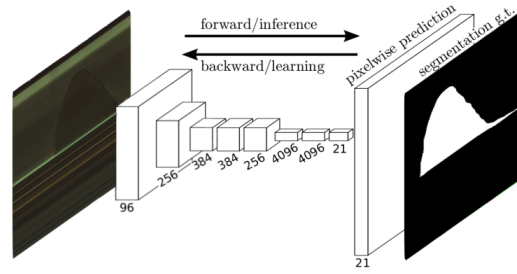 forward/inference
backward/learning
pixelwise prediction
segmentation g.t.
96
256
384
384
256
4096
4096
21
21